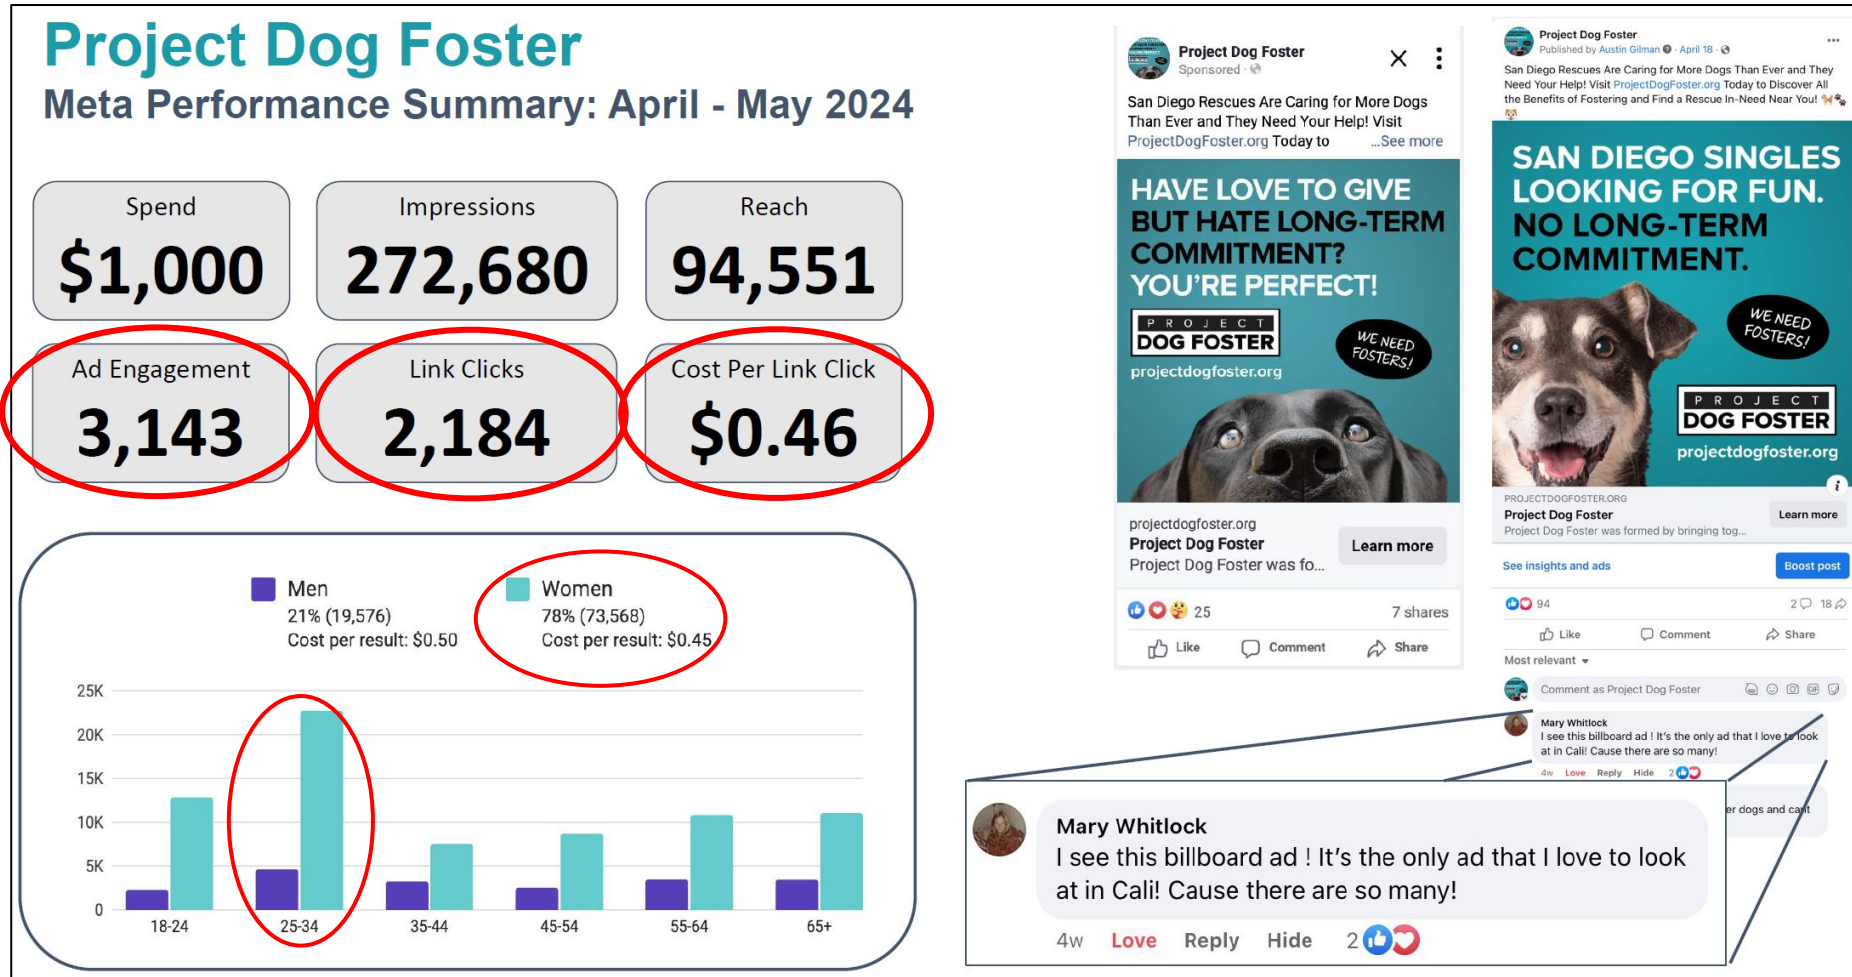 Project Dog Foster
Meta Performance Summary: April - May 2024
Spend
$1,000
Impressions
272,680
Reach
94,551
Ad Engagement
3,143
Link Clicks
2,184
Cost Per Link Click
$0.46
Men
21% (19,576)
Cost per result: $0.50
Women
78% (73,568)
Cost per result: $0.45
25K
20K
15K
10K
5K
0
18-24
25-34
35-44
45-54
55-64
65+
Project Dog Foster
Sponsored ·
San Diego Rescues Are Caring for More Dogs
Than Ever and They Need Your Help! Visit
ProjectDogFoster.org Today to ...See more
HAVE LOVE TO GIVE
BUT HATE LONG-TERM
COMMITMENT?
YOU'RE PERFECT!
PROJECT
DOG FOSTER
projectdogfoster.org
WE NEED
FOSTERS!
projectdogfoster.org
Project Dog Foster
Project Dog Foster was fo...
Learn more
25
7 shares
Like
Comment
Share
Project Dog Foster
Published by Austin Gilman · April 18 ·
San Diego Rescues Are Caring for More Dogs Than Ever and They
Need Your Help! Visit ProjectDogFoster.org Today to Discover All
the Benefits of Fostering and Find a Rescue In-Need Near You! 🐕🐾
🐶
SAN DIEGO SINGLES
LOOKING FOR FUN.
NO LONG-TERM
COMMITMENT.
WE NEED
FOSTERS!
PROJECT
DOG FOSTER
projectdogfoster.org
PROJECTDOGFOSTER.ORG
Project Dog Foster
Project Dog Foster was formed by bringing tog...
Learn more
See insights and ads
Boost post
94
2
18
Like
Comment
Share
Most relevant
Comment as Project Dog Foster
GIF
Mary Whitlock
I see this billboard ad ! It's the only ad that I love to look
at in Cali! Cause there are so many!
4w Love Reply Hide 2
er dogs and cant
Mary Whitlock
I see this billboard ad ! It's the only ad that I love to look
at in Cali! Cause there are so many!
4w Love Reply Hide 2